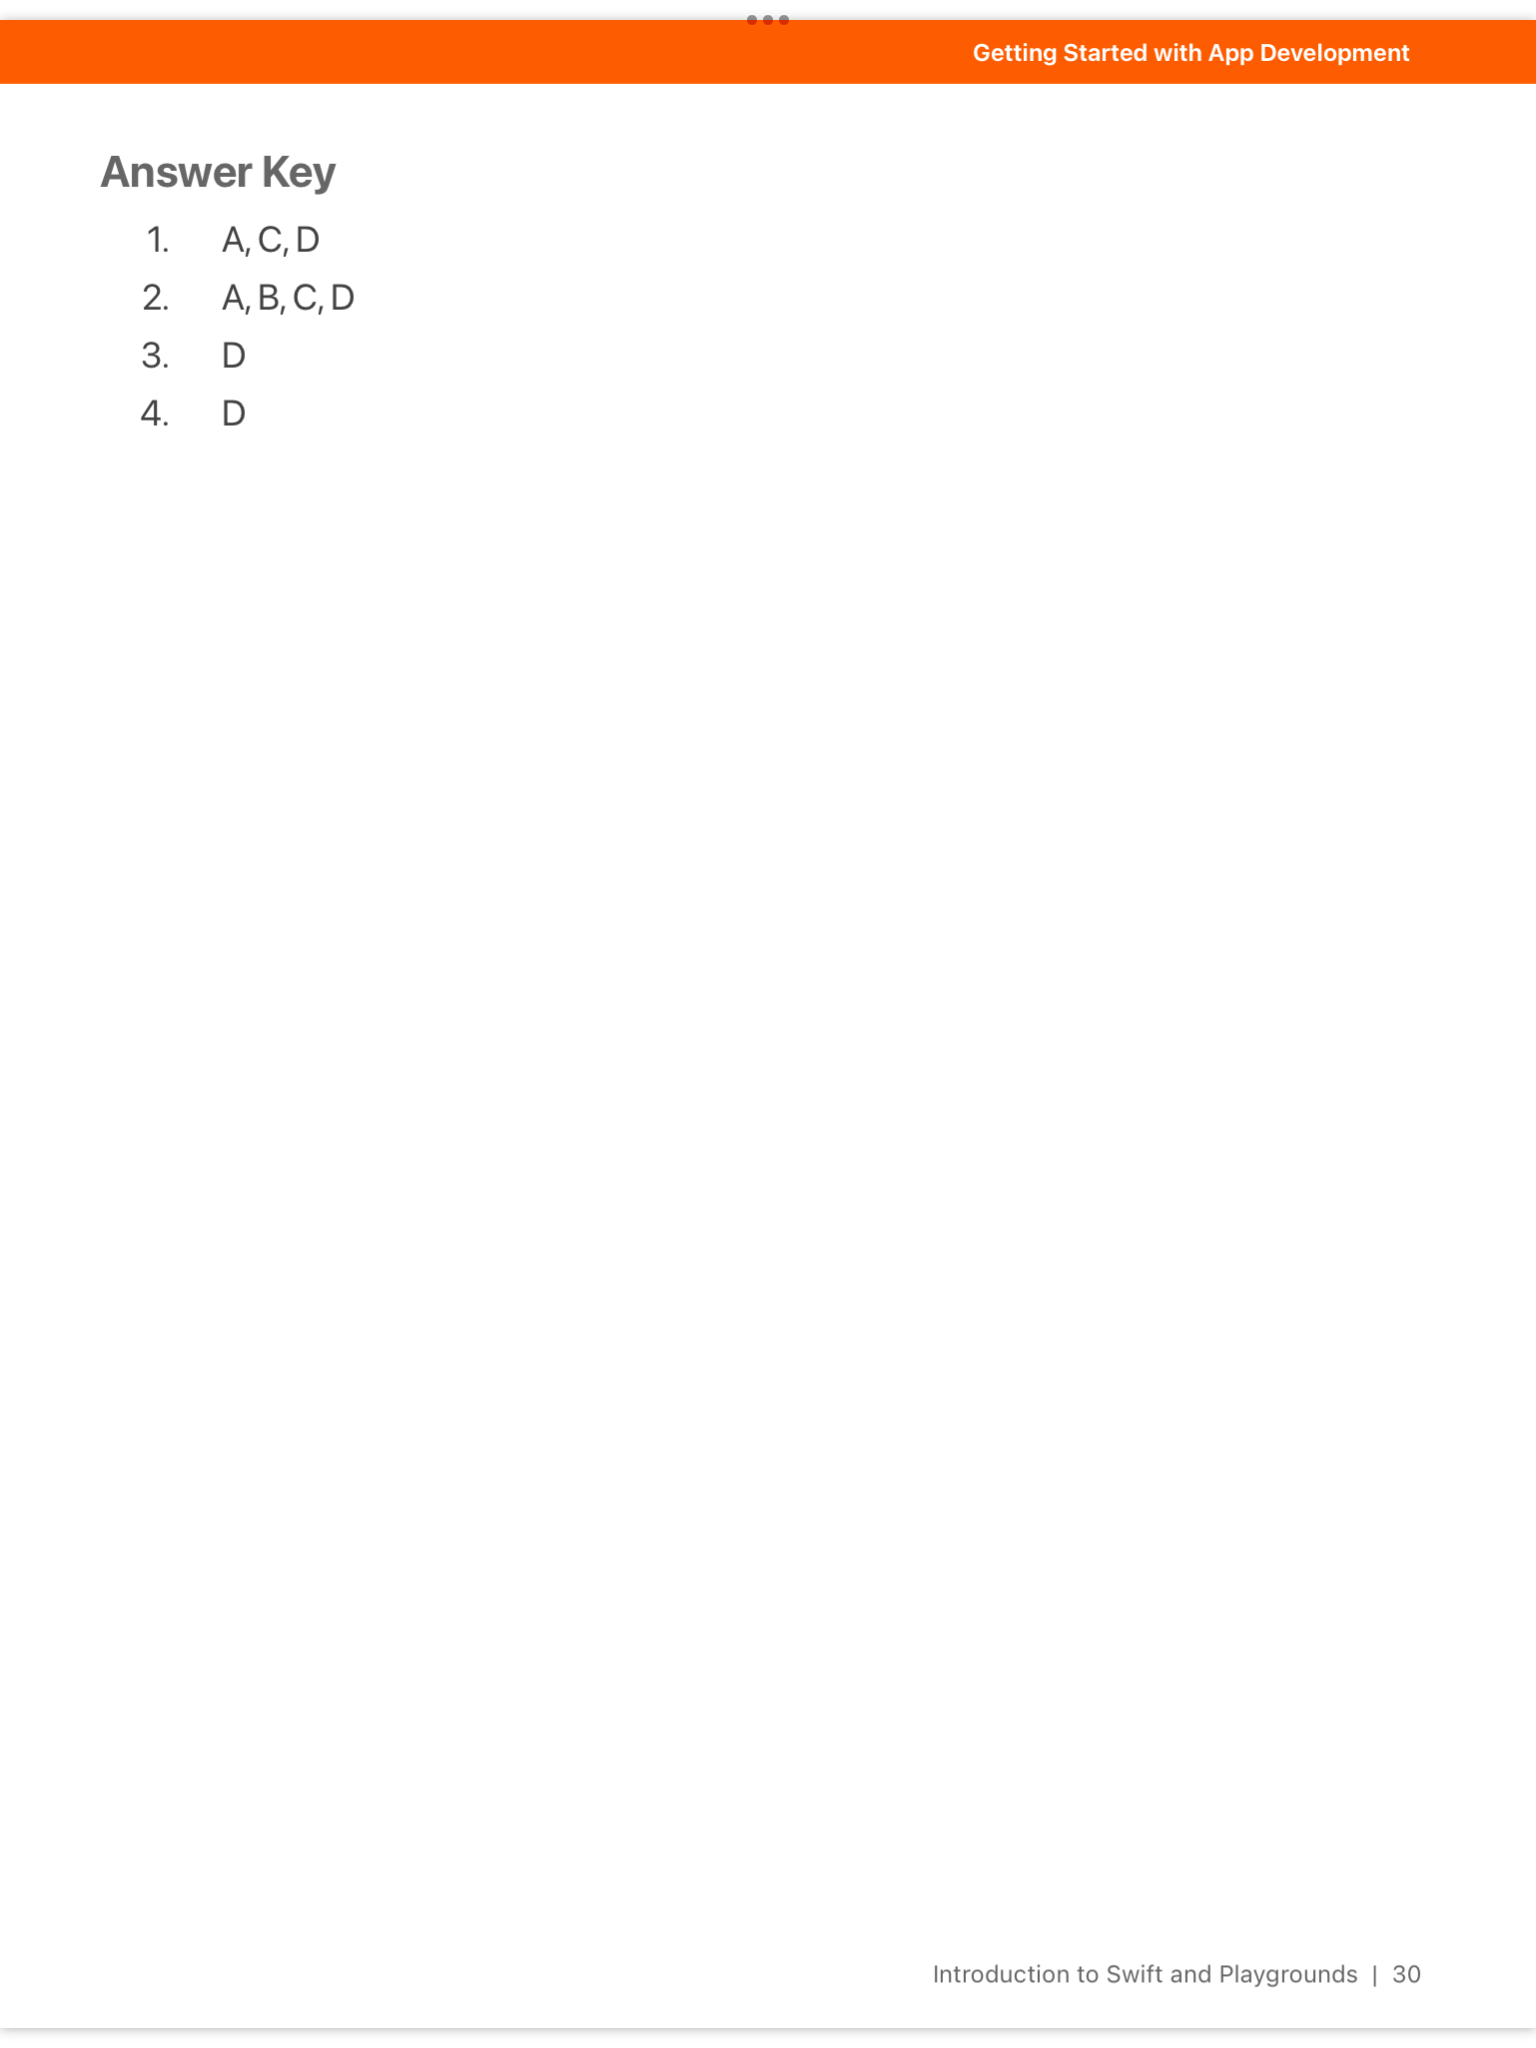 Getting Started with App Development
Answer Key
1. A, C, D
2. A, B, C, D
3. D
4. D
Introduction to Swift and Playgrounds | 30